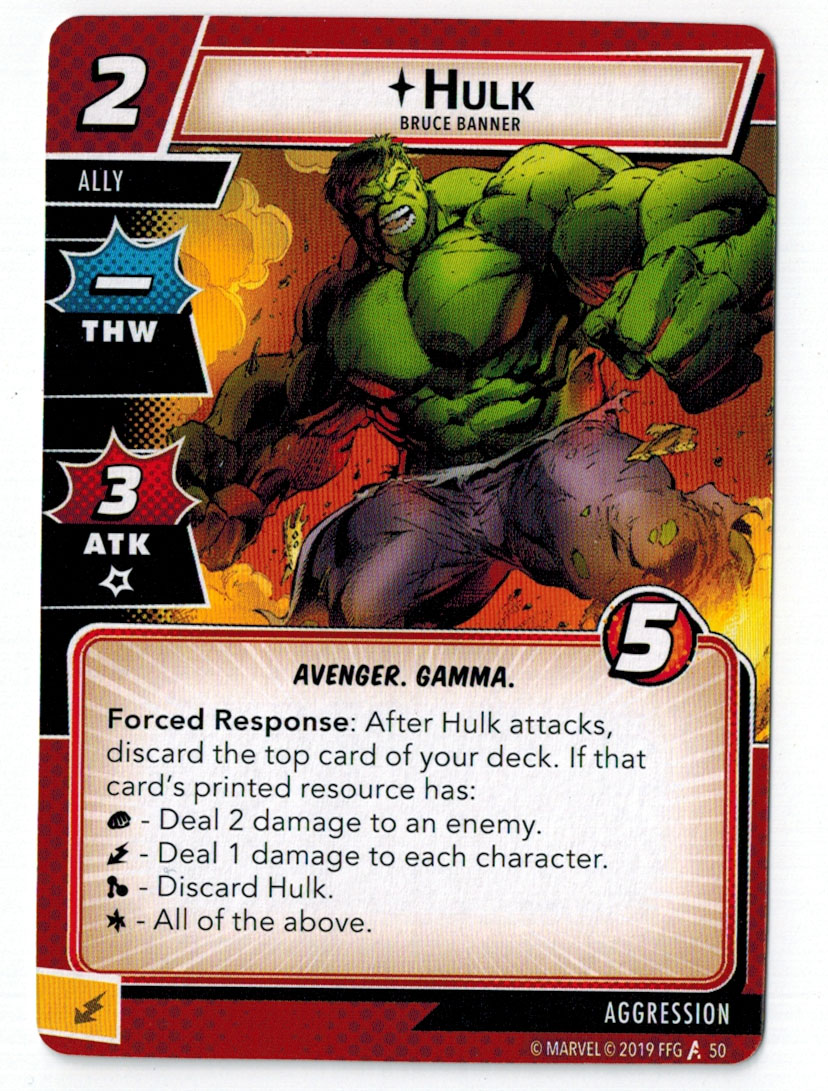 2
HULK
BRUCE BANNER
ALLY
–
THW
3
ATK
5
AVENGER. GAMMA.
Forced Response: After Hulk attacks,
discard the top card of your deck. If that
card's printed resource has:
- Deal 2 damage to an enemy.
- Deal 1 damage to each character.
- Discard Hulk.
- All of the above.
AGGRESSION
© MARVEL © 2019 FFG 50